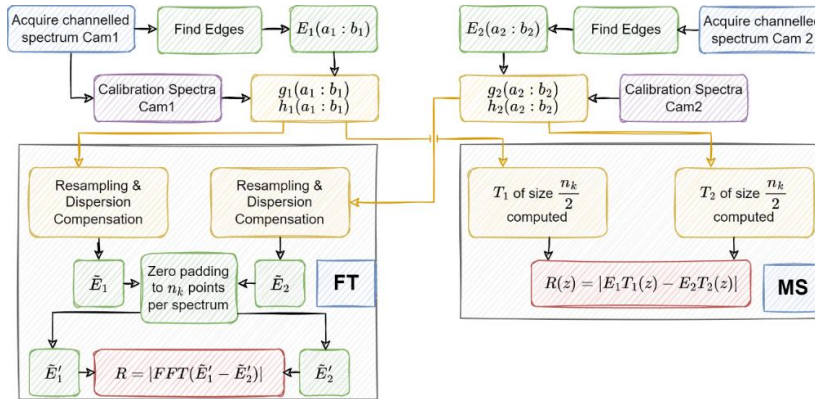 Acquire channelled
spectrum Cam1
Find Edges
E₁(a₁ : b₁)
E₂(a₂ : b₂)
Find Edges
Acquire channelled
spectrum Cam 2
Calibration Spectra
Cam1
g₁(a₁ : b₁)
h₁(a₁ : b₁)
g₂(a₂ : b₂)
h₂(a₂ : b₂)
Calibration Spectra
Cam2
Resampling &
Dispersion
Compensation
Resampling &
Dispersion
Compensation
T₁ of size n_k/2
computed
T₂ of size n_k/2
computed
Ẽ₁
Zero padding
to n_k points
per spectrum
Ẽ₂
FT
R(z) = |E₁T₁(z) − E₂T₂(z)|
MS
Ẽ′₁
R = |FFT(Ẽ′₁ − Ẽ′₂)|
Ẽ′₂